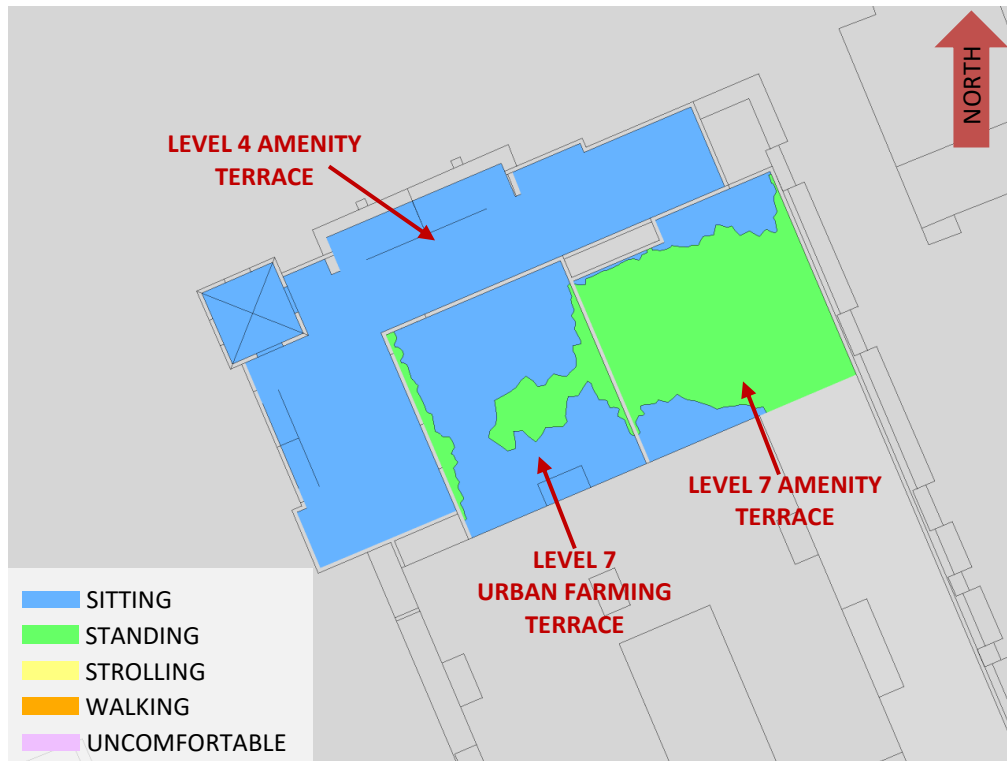 NORTH
LEVEL 4 AMENITY
TERRACE
LEVEL 7 AMENITY
TERRACE
LEVEL 7
URBAN FARMING
TERRACE
SITTING
STANDING
STROLLING
WALKING
UNCOMFORTABLE